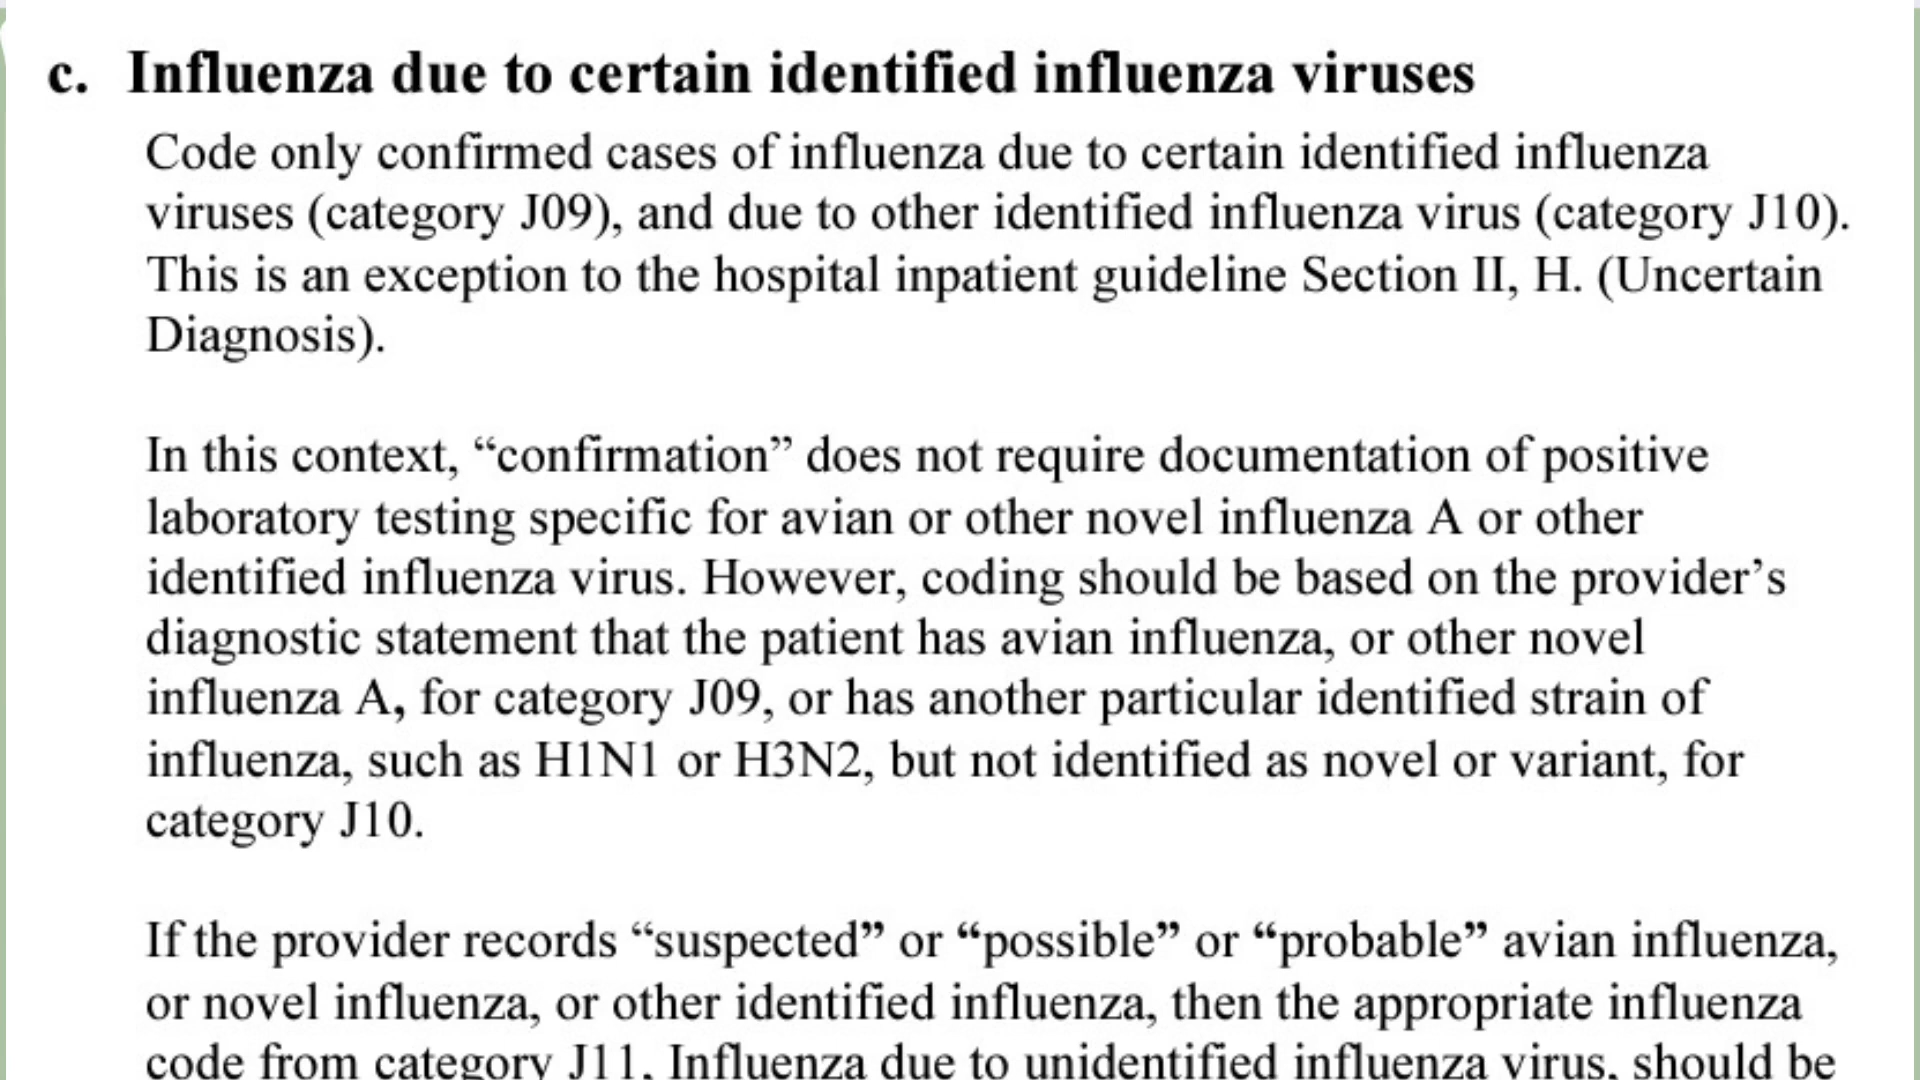 c. Influenza due to certain identified influenza viruses
Code only confirmed cases of influenza due to certain identified influenza
viruses (category J09), and due to other identified influenza virus (category J10).
This is an exception to the hospital inpatient guideline Section II, H. (Uncertain
Diagnosis).
In this context, “confirmation” does not require documentation of positive
laboratory testing specific for avian or other novel influenza A or other
identified influenza virus. However, coding should be based on the provider’s
diagnostic statement that the patient has avian influenza, or other novel
influenza A, for category J09, or has another particular identified strain of
influenza, such as H1N1 or H3N2, but not identified as novel or variant, for
category J10.
If the provider records “suspected” or “possible” or “probable” avian influenza,
or novel influenza, or other identified influenza, then the appropriate influenza
code from category J11, Influenza due to unidentified influenza virus, should be